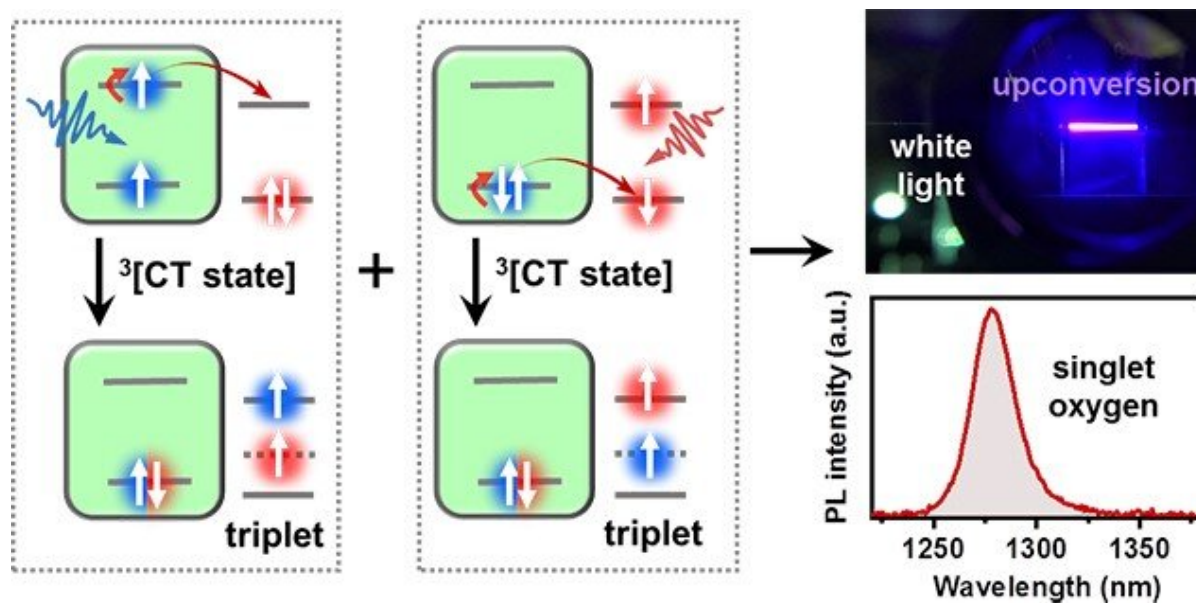 ³[CT state]
triplet
+
³[CT state]
triplet
upconversion
white
light
PL intensity (a.u.)
singlet
oxygen
1250 1300 1350
Wavelength (nm)